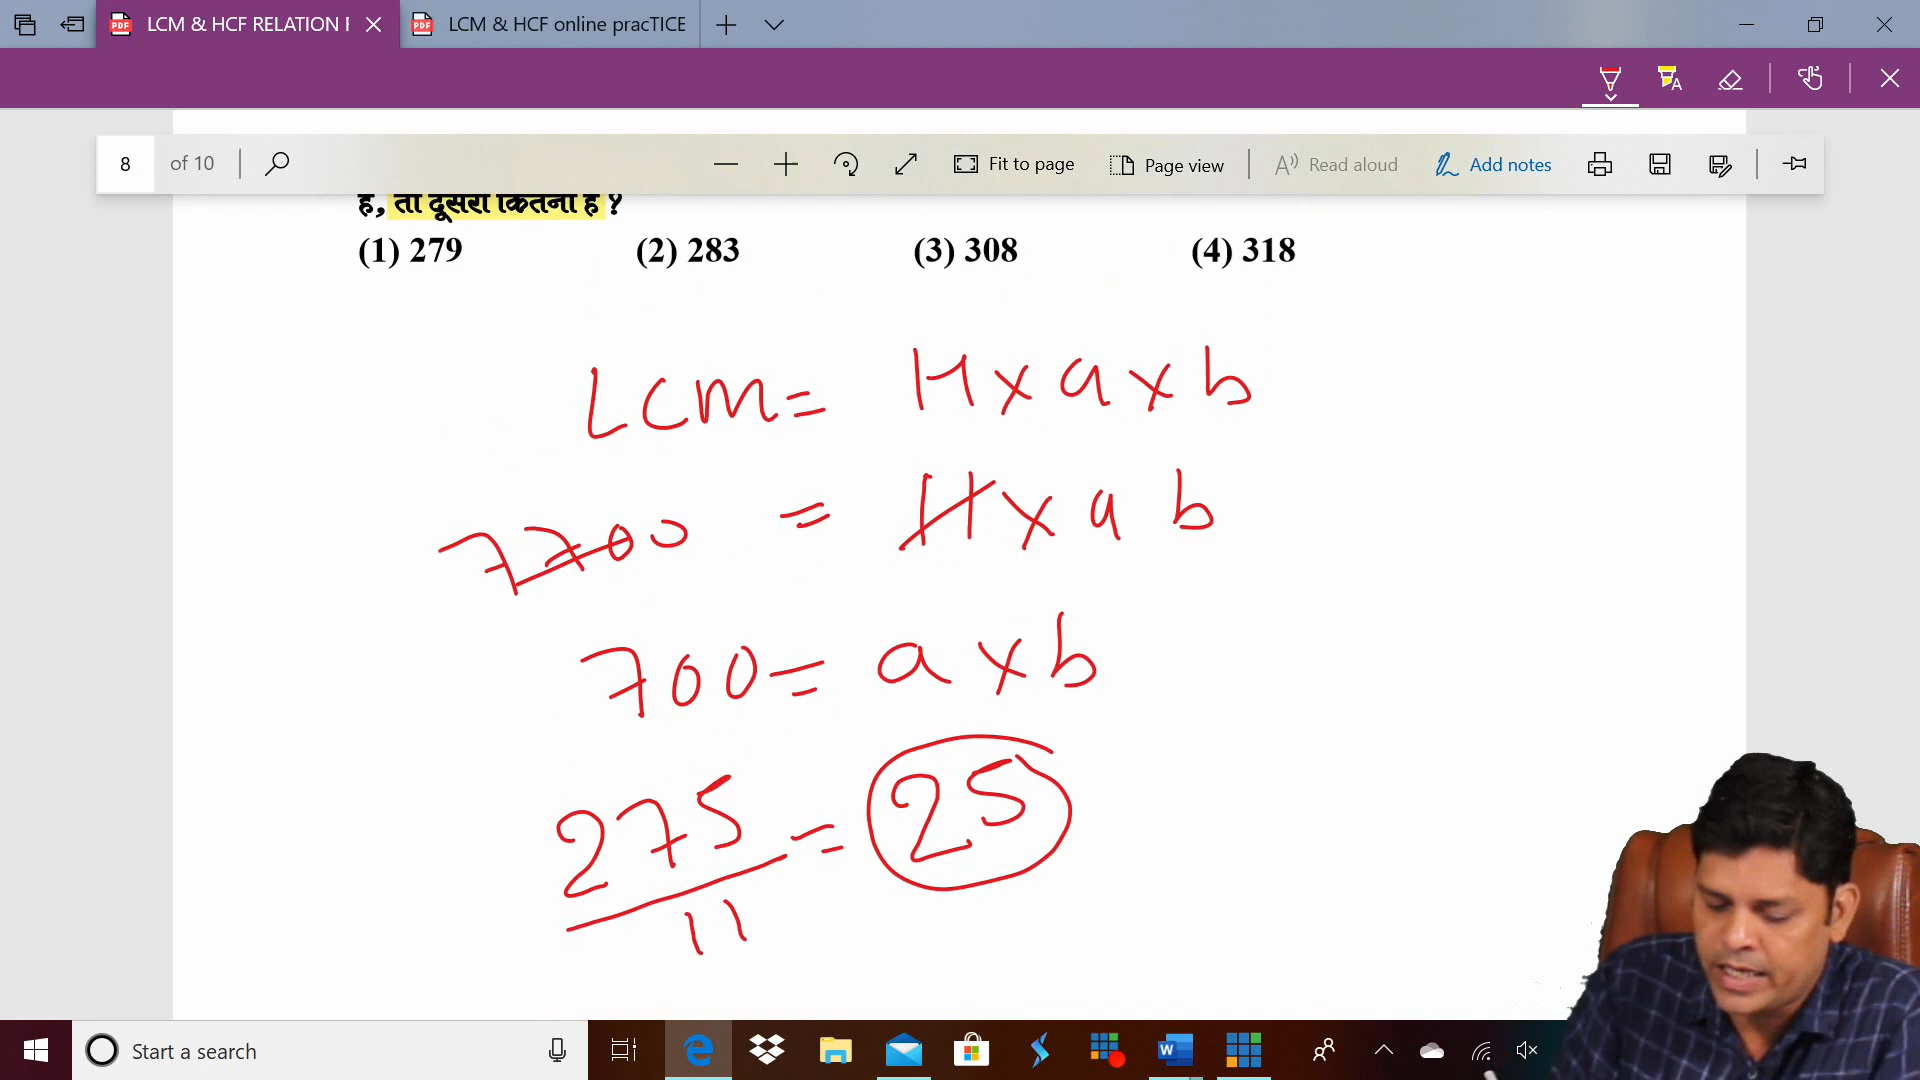 LCM & HCF RELATION F
LCM & HCF online pracTICE
8 of 10
Fit to page
Page view
Read aloud
Add notes
है, तो दूसरी कितनी है ?
(1) 279 (2) 283 (3) 308 (4) 318
LCM = H x a x b
7700 = H x a b
700 = a x b
275/11 = 25
Start a search